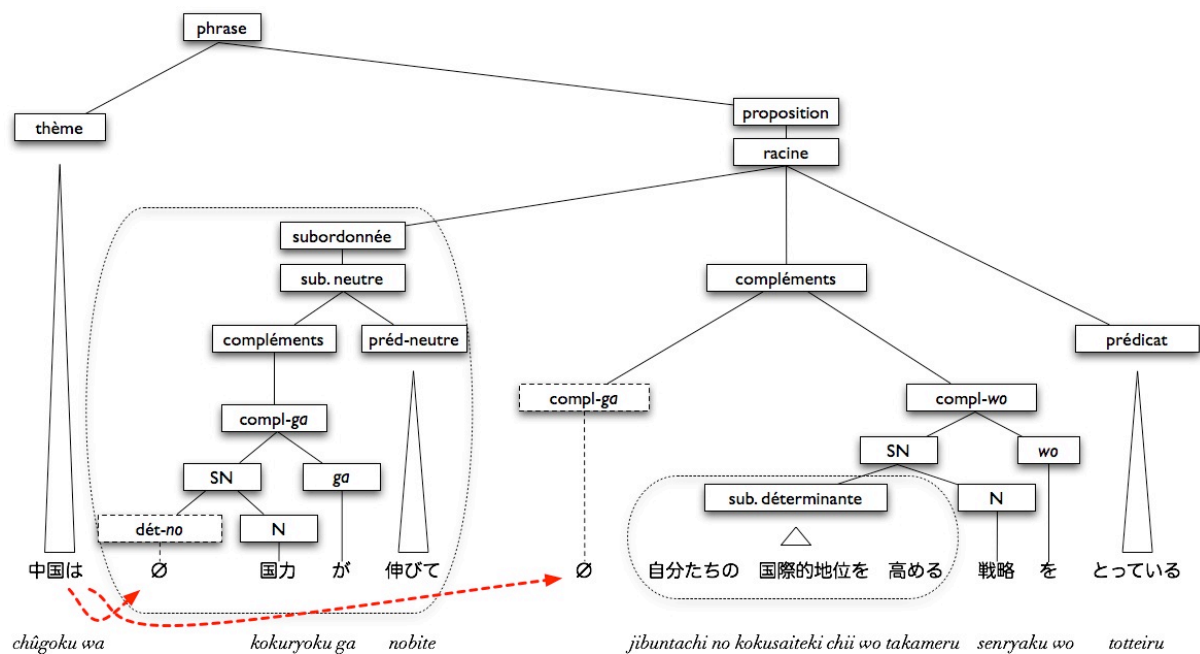 phrase
thème
proposition
racine
subordonnée
sub. neutre
compléments
compléments
préd-neutre
prédicat
compl-ga
compl-ga
compl-wo
SN
ga
SN
wo
dét-no
N
sub. déterminante
N
中国は Ø 国力 が 伸びて Ø 自分たちの 国際的地位を 高める 戦略 を とっている
chûgoku wa kokuryoku ga nobite jibuntachi no kokusaiteki chii wo takameru senryaku wo totteiru